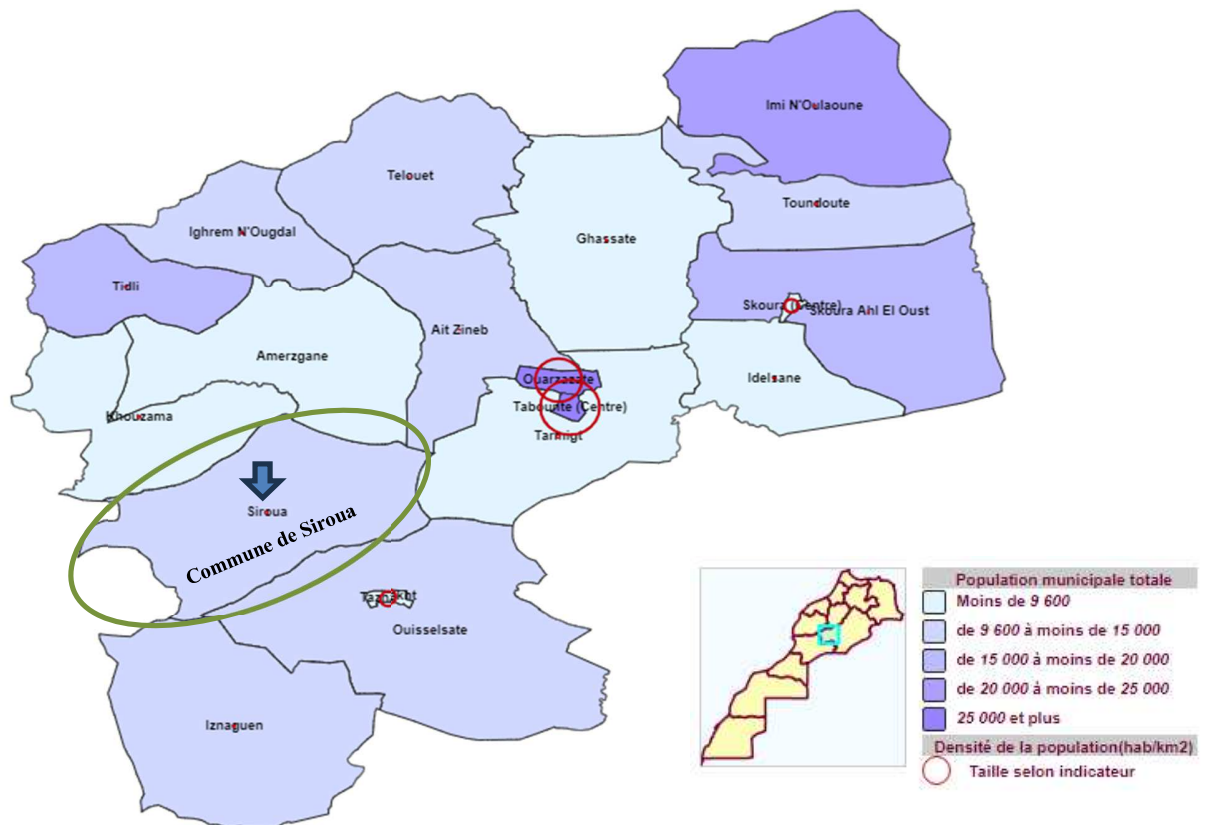 Imi N'Oulaoune
Telouet
Toundoute
Ighrem N'Ougdal
Ghassate
Tidli
Skoura (Centre)
Skoura Ahl El Oust
Ait Zineb
Amerzgane
Idelsane
Ouarzazate
Tabounte (Centre)
Khouzama
Tarmigt
Siroua
Commune de Siroua
Taznakht
Ouisselsate
Iznaguen
Population municipale totale
Moins de 9 600
de 9 600 à moins de 15 000
de 15 000 à moins de 20 000
de 20 000 à moins de 25 000
25 000 et plus
Densité de la population(hab/km2)
Taille selon indicateur